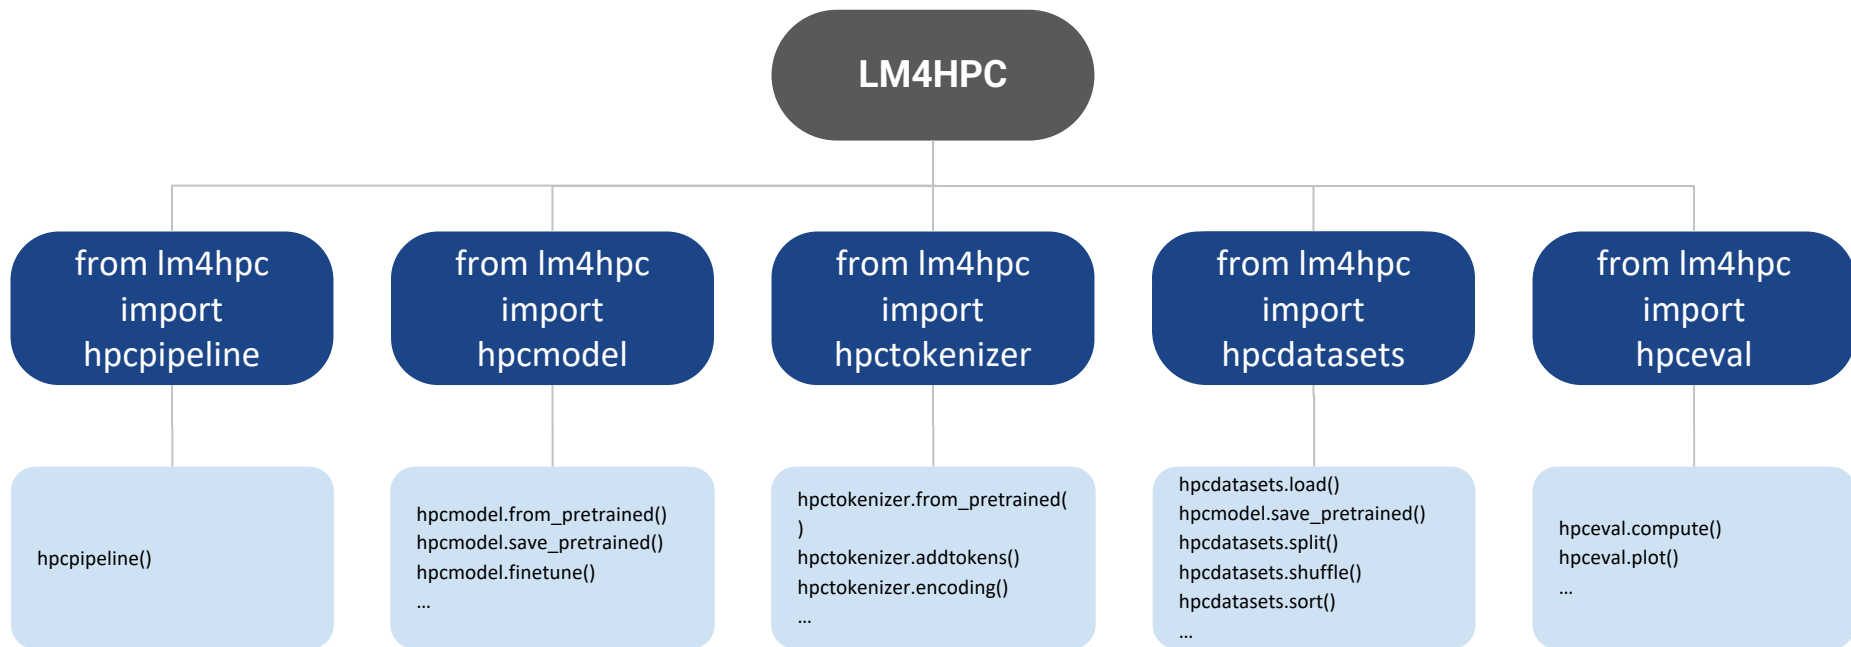 LM4HPC
from lm4hpc
import
hpcpipeline
from lm4hpc
import
hpcmodel
from lm4hpc
import
hpctokenizer
from lm4hpc
import
hpcdatasets
from lm4hpc
import
hpceval
hpcpipeline()
hpcmodel.from_pretrained()
hpcmodel.save_pretrained()
hpcmodel.finetune()
...
hpctokenizer.from_pretrained(
)
hpctokenizer.addtokens()
hpctokenizer.encoding()
...
hpcdatasets.load()
hpcmodel.save_pretrained()
hpcdatasets.split()
hpcdatasets.shuffle()
hpcdatasets.sort()
...
hpceval.compute()
hpceval.plot()
...